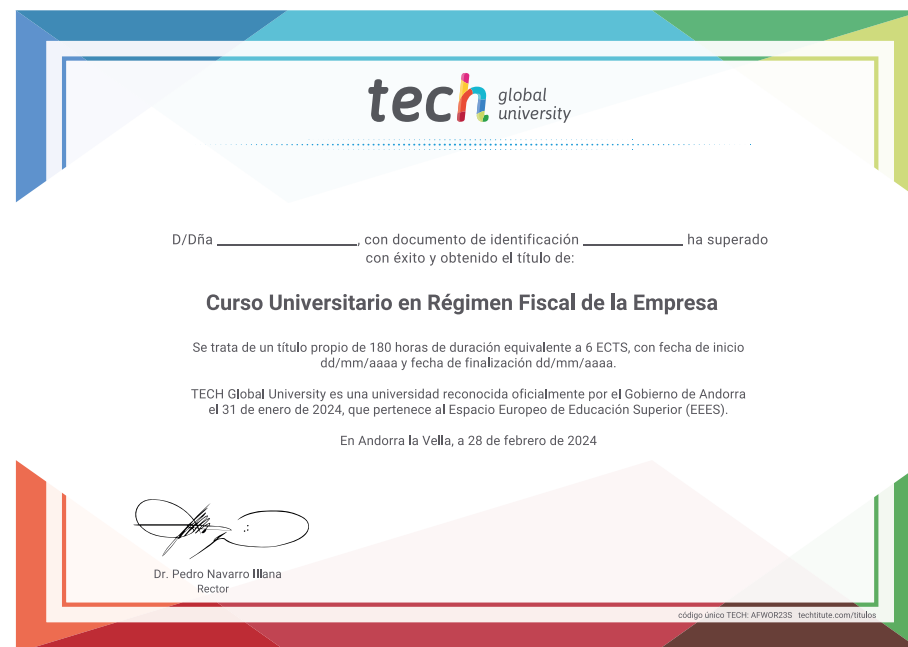 tech global
university
D/Dña ____________________, con documento de identificación ______________ ha superado
con éxito y obtenido el título de:
Curso Universitario en Régimen Fiscal de la Empresa
Se trata de un título propio de 180 horas de duración equivalente a 6 ECTS, con fecha de inicio
dd/mm/aaaa y fecha de finalización dd/mm/aaaa.
TECH Global University es una universidad reconocida oficialmente por el Gobierno de Andorra
el 31 de enero de 2024, que pertenece al Espacio Europeo de Educación Superior (EEES).
En Andorra la Vella, a 28 de febrero de 2024
Dr. Pedro Navarro Illana
Rector
código único TECH: AFWOR23S techtitute.com/titulos